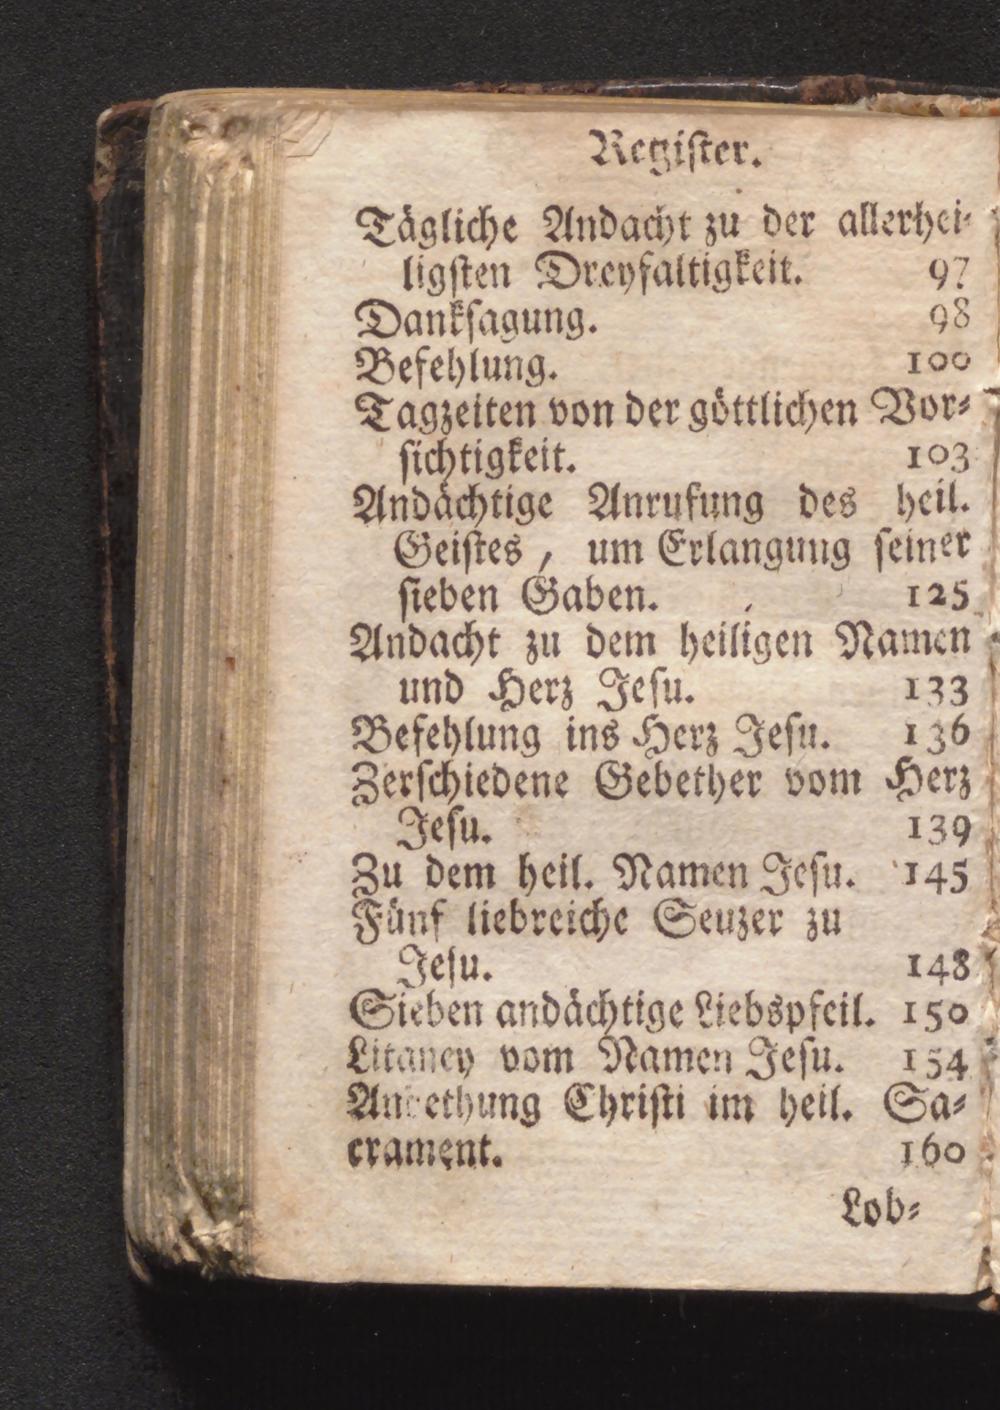 Register.
Tägliche Andacht zu der allerhei⸗
ligsten Dreyfaltigkeit. 97
Danksagung. 98
Befehlung. 100
Tagzeiten von der göttlichen Vor⸗
sichtigkeit. 103
Andächtige Anrufung des heil.
Geistes, um Erlangung seiner
sieben Gaben. 125
Andacht zu dem heiligen Namen
und Herz Jesu. 133
Befehlung ins Herz Jesu. 136
Zerschiedene Gebether vom Herz
Jesu. 139
Zu dem heil. Namen Jesu. 145
Fünf liebreiche Seuzer zu
Jesu. 148
Sieben andächtige Liebspfeil. 150
Litaney vom Namen Jesu. 154
Anbethung Christi im heil. Sa⸗
crament. 160
Lob⸗